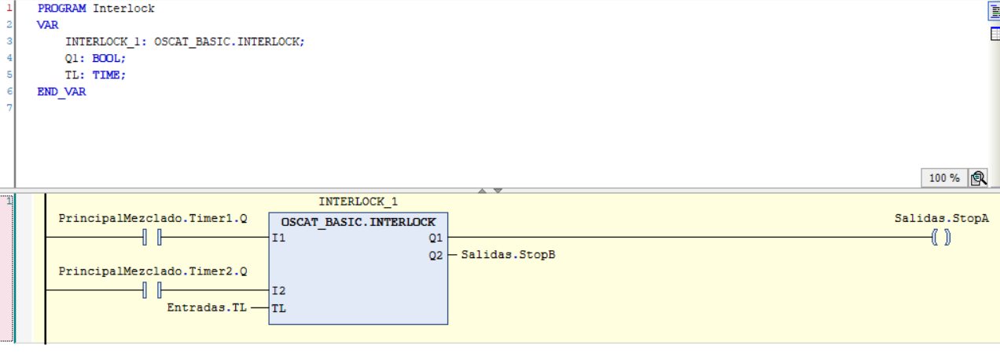 1 PROGRAM Interlock
2 VAR
3 INTERLOCK_1: OSCAT_BASIC.INTERLOCK;
4 Q1: BOOL;
5 TL: TIME;
6 END_VAR
7
100 %
1
INTERLOCK_1
PrincipalMezclado.Timer1.Q
OSCAT_BASIC.INTERLOCK
Salidas.StopA
I1
Q1
Q2
Salidas.StopB
PrincipalMezclado.Timer2.Q
I2
Entradas.TL
TL